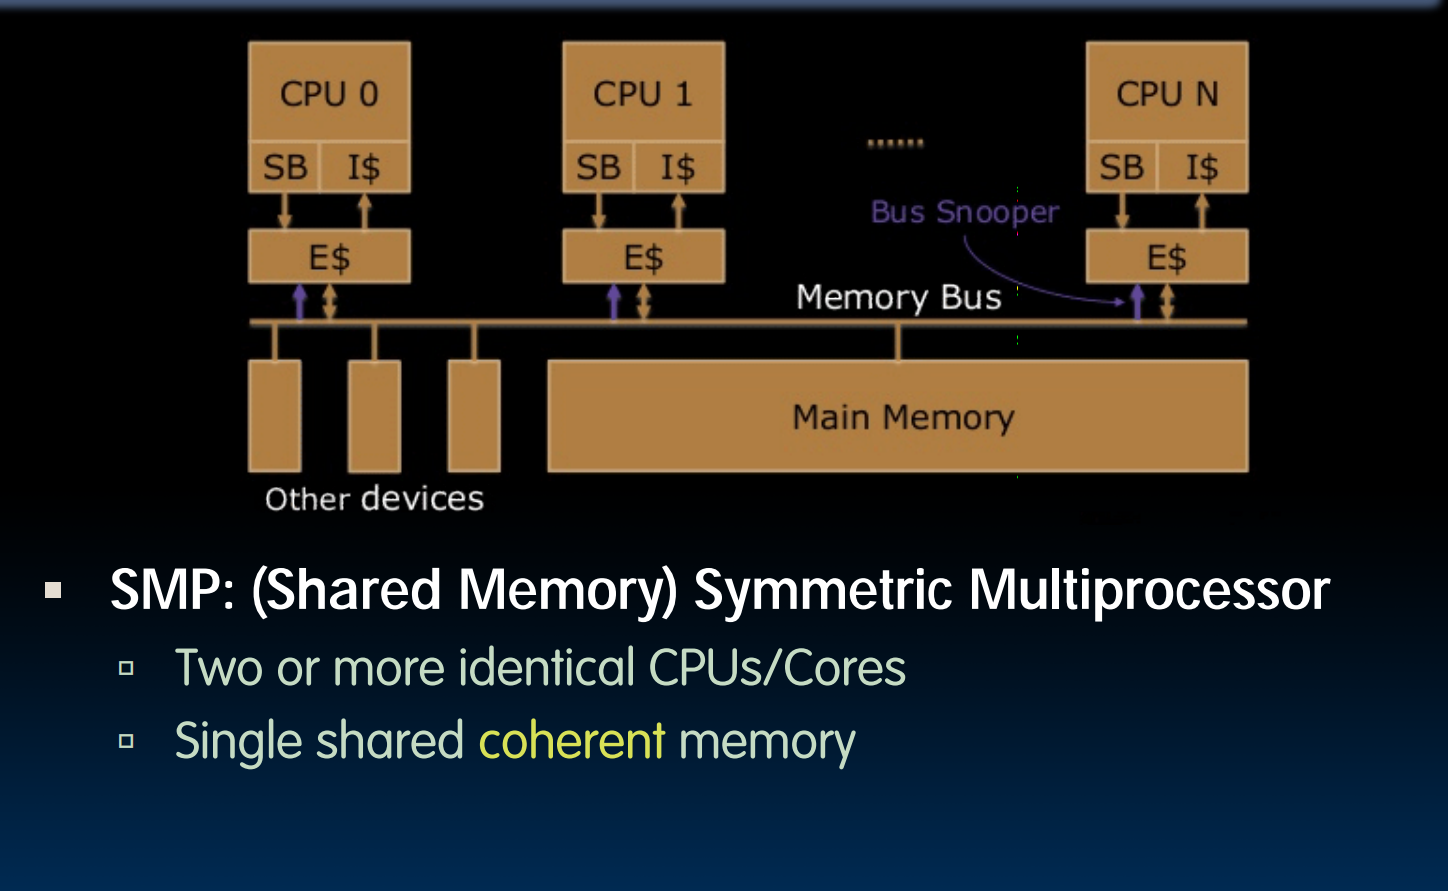 CPU 0
CPU 1
CPU N
SB I$
SB I$
......
SB I$
Bus Snooper
E$
E$
E$
Memory Bus
Main Memory
Other devices
SMP: (Shared Memory) Symmetric Multiprocessor
Two or more identical CPUs/Cores
Single shared coherent memory